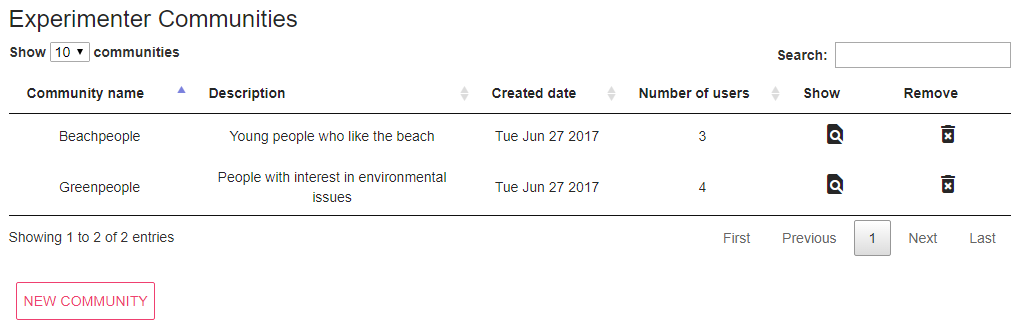 Experimenter Communities
Show 10 communities
Search:
Community name Description Created date Number of users Show Remove
Beachpeople Young people who like the beach Tue Jun 27 2017 3
Greenpeople People with interest in environmental issues Tue Jun 27 2017 4
Showing 1 to 2 of 2 entries
First Previous 1 Next Last
NEW COMMUNITY